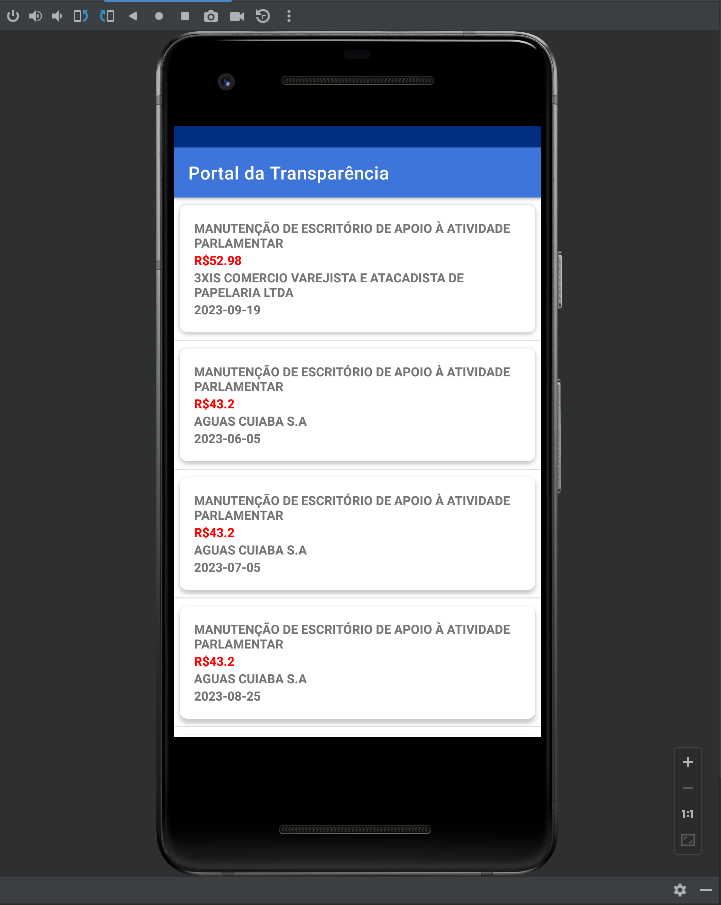 Portal da Transparência
MANUTENÇÃO DE ESCRITÓRIO DE APOIO À ATIVIDADE
PARLAMENTAR
R$52.98
3XIS COMERCIO VAREJISTA E ATACADISTA DE
PAPELARIA LTDA
2023-09-19
MANUTENÇÃO DE ESCRITÓRIO DE APOIO À ATIVIDADE
PARLAMENTAR
R$43.2
AGUAS CUIABA S.A
2023-06-05
MANUTENÇÃO DE ESCRITÓRIO DE APOIO À ATIVIDADE
PARLAMENTAR
R$43.2
AGUAS CUIABA S.A
2023-07-05
MANUTENÇÃO DE ESCRITÓRIO DE APOIO À ATIVIDADE
PARLAMENTAR
R$43.2
AGUAS CUIABA S.A
2023-08-25
1:1